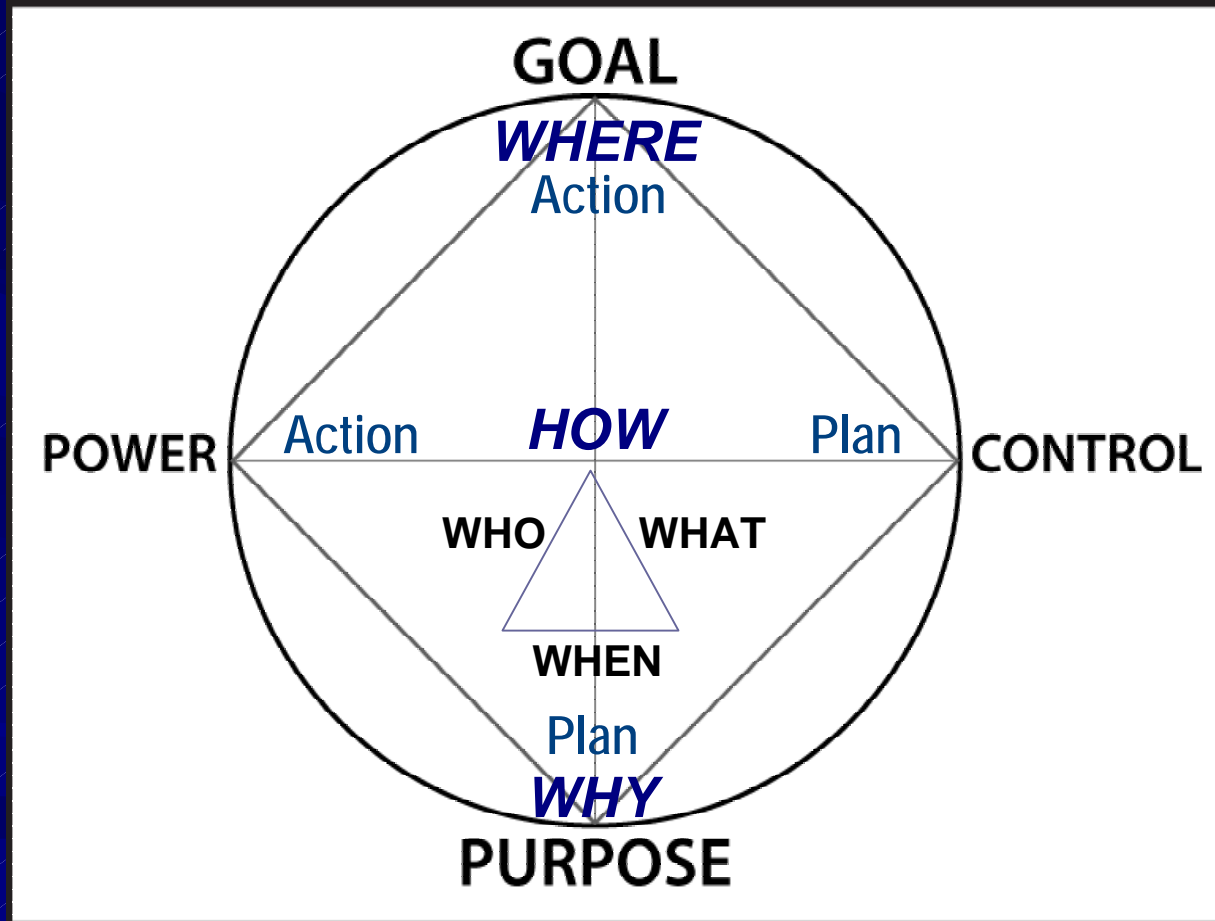 GOAL
WHERE
Action
POWER Action HOW Plan CONTROL
WHO WHAT
WHEN
Plan
WHY
PURPOSE